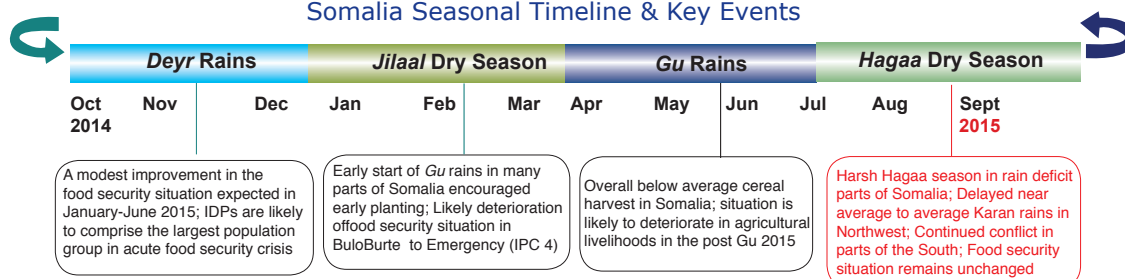 Somalia Seasonal Timeline & Key Events
Deyr Rains Jilaal Dry Season Gu Rains Hagaa Dry Season
Oct Nov Dec Jan Feb Mar Apr May Jun Jul Aug Sept
2014 2015
A modest improvement in the
food security situation expected in
January-June 2015; IDPs are likely
to comprise the largest population
group in acute food security crisis
Early start of Gu rains in many
parts of Somalia encouraged
early planting; Likely deterioration
offood security situation in
BuloBurte to Emergency (IPC 4)
Overall below average cereal
harvest in Somalia; situation is
likely to deteriorate in agricultural
livelihoods in the post Gu 2015
Harsh Hagaa season in rain deficit
parts of Somalia; Delayed near
average to average Karan rains in
Northwest; Continued conflict in
parts of the South; Food security
situation remains unchanged